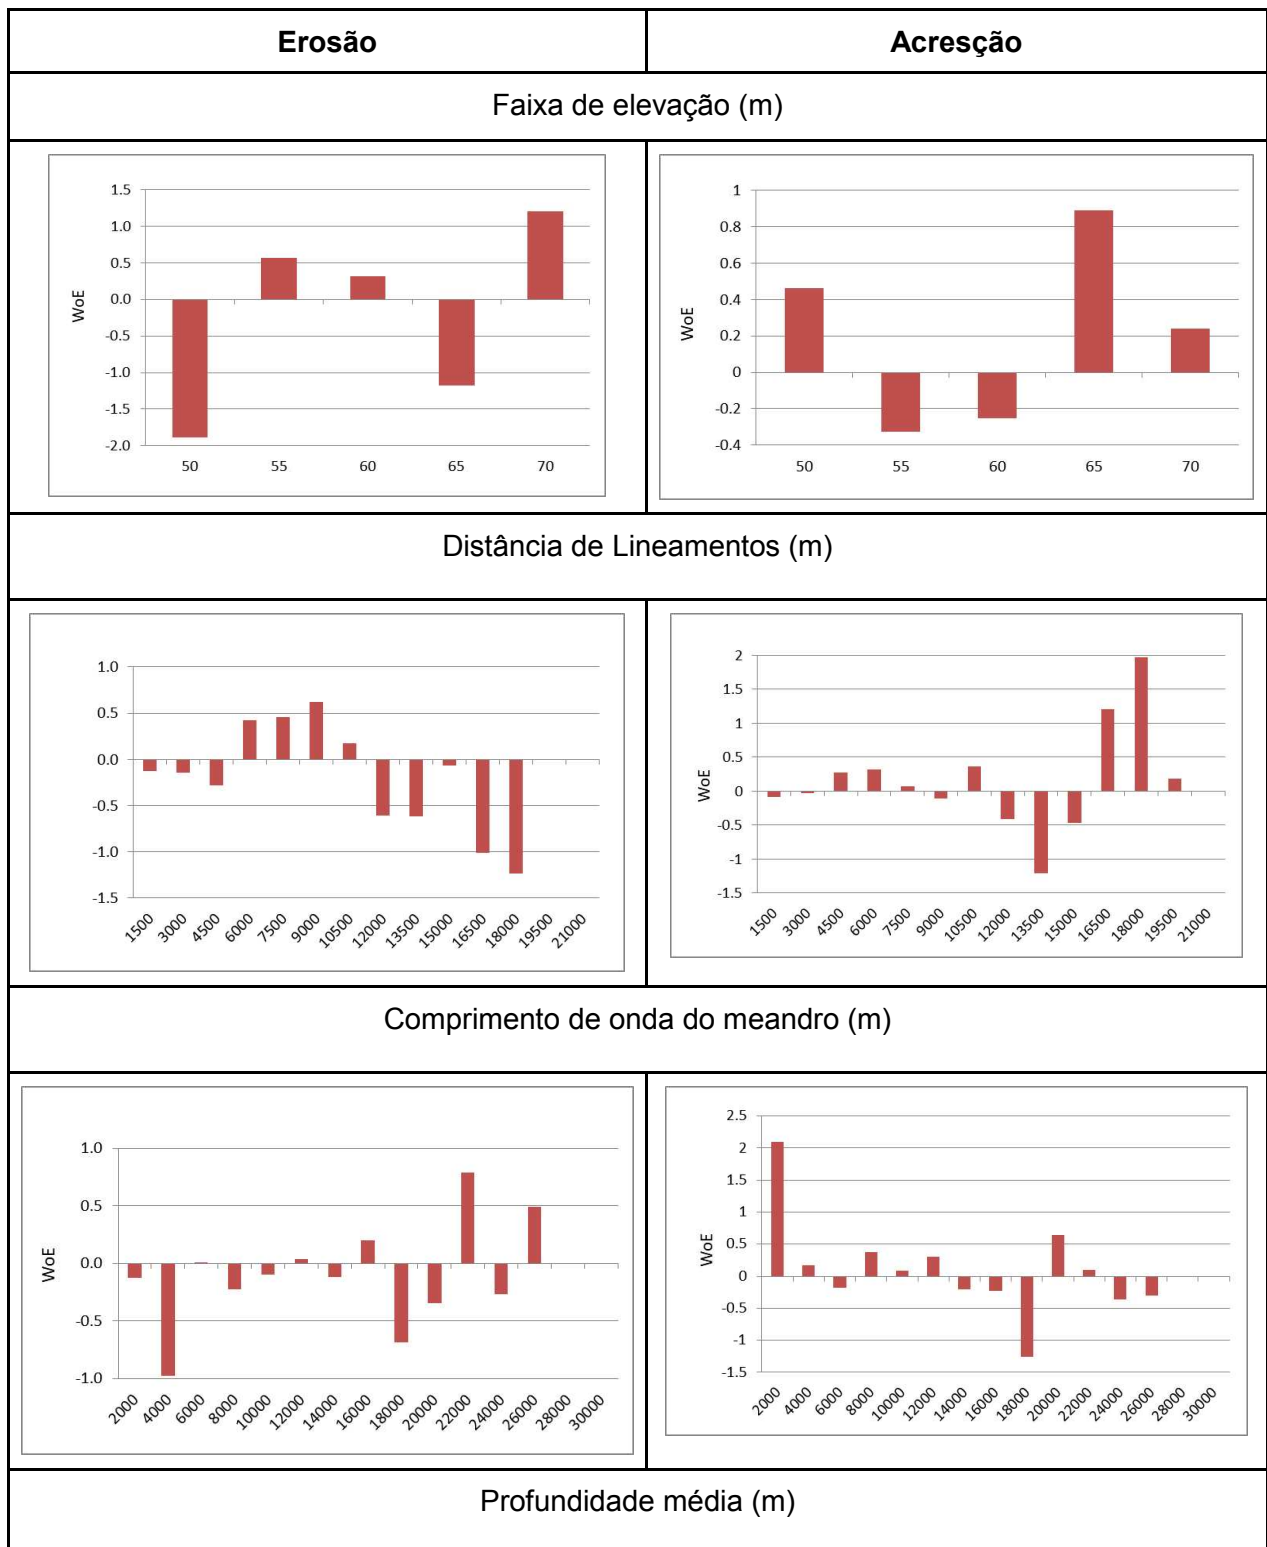 Erosão
Acresção
Faixa de elevação (m)
1.5
1.0
0.5
0.0
-0.5
-1.0
-1.5
-2.0
WoE
50 55 60 65 70
1
0.8
0.6
0.4
0.2
0
-0.2
-0.4
WoE
50 55 60 65 70
Distância de Lineamentos (m)
1.0
0.5
0.0
-0.5
-1.0
-1.5
1500 3000 4500 6000 7500 9000 10500 12000 13500 15000 16500 18000 19500 21000
2
1.5
1
0.5
0
-0.5
-1
-1.5
WoE
1500 3000 4500 6000 7500 9000 10500 12000 13500 15000 16500 18000 19500 21000
Comprimento de onda do meandro (m)
1.0
0.5
0.0
-0.5
-1.0
WoE
2000 4000 6000 8000 10000 12000 14000 16000 18000 20000 22000 24000 26000 28000 30000
2.5
2
1.5
1
0.5
0
-0.5
-1
-1.5
WoE
2000 4000 6000 8000 10000 12000 14000 16000 18000 20000 22000 24000 26000 28000 30000
Profundidade média (m)